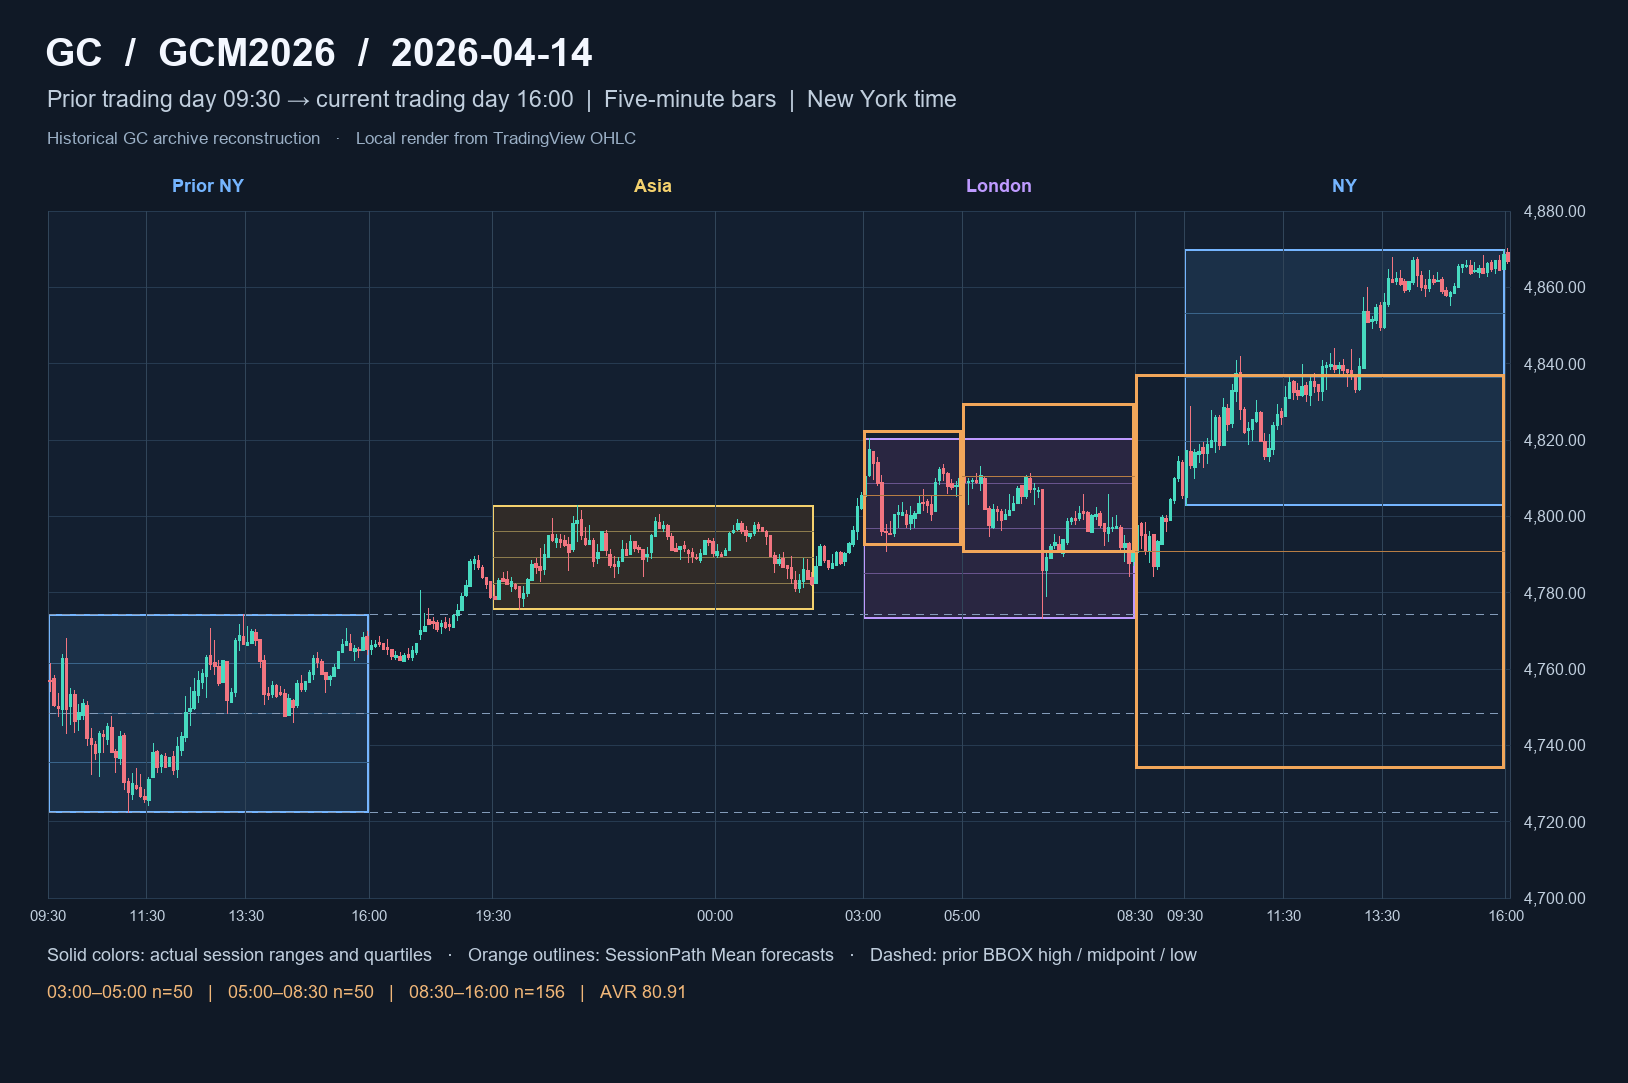 GC / GCM2026 / 2026-04-14
Prior trading day 09:30 → current trading day 16:00 | Five-minute bars | New York time
Historical GC archive reconstruction · Local render from TradingView OHLC
Prior NY Asia London NY
4,880.00
4,860.00
4,840.00
4,820.00
4,800.00
4,780.00
4,760.00
4,740.00
4,720.00
4,700.00
09:30 11:30 13:30 16:00 19:30 00:00 03:00 05:00 08:30 09:30 11:30 13:30 16:00
Solid colors: actual session ranges and quartiles · Orange outlines: SessionPath Mean forecasts · Dashed: prior BBOX high / midpoint / low
03:00–05:00 n=50 | 05:00–08:30 n=50 | 08:30–16:00 n=156 | AVR 80.91